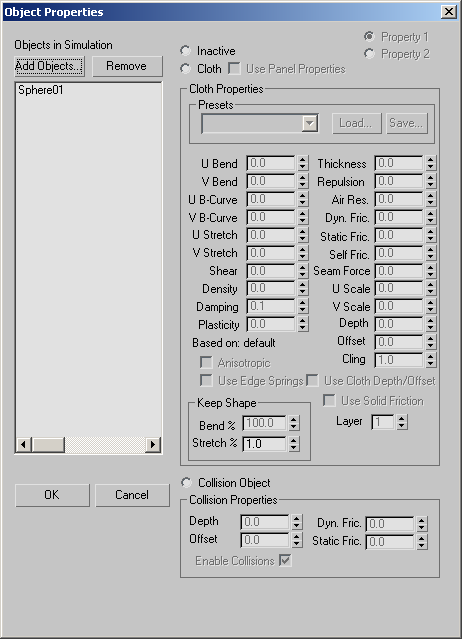 Object Properties
Objects in Simulation
Add Objects... Remove
Sphere01
OK Cancel
Inactive
Property 1
Cloth Use Panel Properties
Property 2
Cloth Properties
Presets
Load... Save...
U Bend 0.0 Thickness 0.0
V Bend 0.0 Repulsion 0.0
U B-Curve 0.0 Air Res. 0.0
V B-Curve 0.0 Dyn. Fric. 0.0
U Stretch 0.0 Static Fric. 0.0
V Stretch 0.0 Self Fric. 0.0
Shear 0.0 Seam Force 0.0
Density 0.0 U Scale 0.0
Damping 0.1 V Scale 0.0
Plasticity 0.0 Depth 0.0
Based on: default Offset 0.0
Anisotropic Cling 1.0
Use Edge Springs Use Cloth Depth/Offset
Keep Shape Use Solid Friction
Bend % 100.0 Layer 1
Stretch % 1.0
Collision Object
Collision Properties
Depth 0.0 Dyn. Fric. 0.0
Offset 0.0 Static Fric. 0.0
Enable Collisions